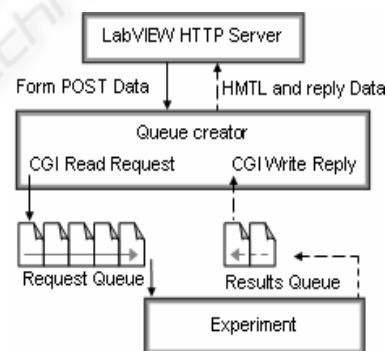 LabVIEW HTTP Server
Form POST Data
HMTL and reply Data
Queue creator
CGI Read Request
CGI Write Reply
Request Queue
Results Queue
Experiment